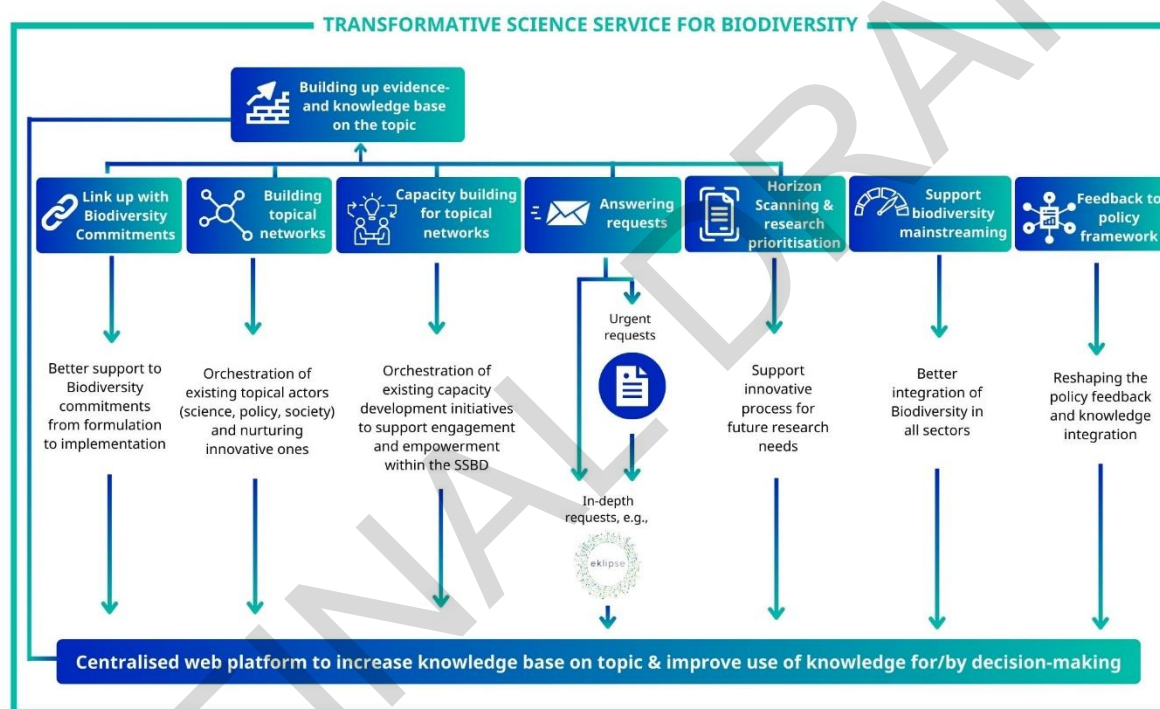 TRANSFORMATIVE SCIENCE SERVICE FOR BIODIVERSITY
Building up evidence-
and knowledge base
on the topic
Link up with
Biodiversity
Commitments
Building
topical
networks
Capacity building
for topical
networks
Answering
requests
Horizon
Scanning &
research
prioritisation
Support
biodiversity
mainstreaming
Feedback to
policy
framework
Better support to
Biodiversity
commitments
from formulation
to implementation
Orchestration of
existing topical actors
(science, policy, society)
and nurturing
innovative ones
Orchestration of
existing capacity
development initiatives
to support engagement
and empowerment
within the SSBD
Urgent
requests
In-depth
requests, e.g.,
eklipse
Support
innovative
process for
future research
needs
Better
integration of
Biodiversity in
all sectors
Reshaping the
policy feedback
and knowledge
integration
Centralised web platform to increase knowledge base on topic & improve use of knowledge for/by decision-making
FINAL DRA